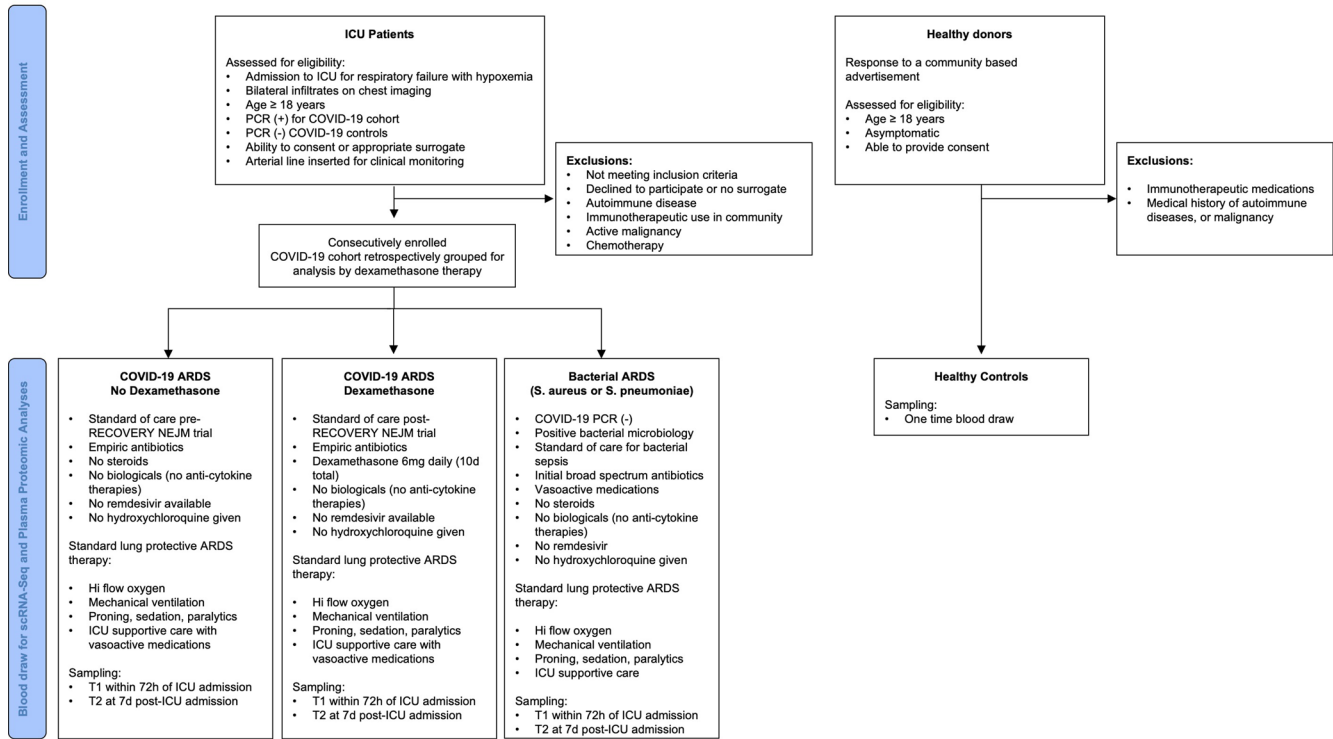 Enrollment and Assessment
ICU Patients
Assessed for eligibility:
• Admission to ICU for respiratory failure with hypoxemia
• Bilateral infiltrates on chest imaging
• Age ≥ 18 years
• PCR (+) for COVID-19 cohort
• PCR (-) COVID-19 controls
• Ability to consent or appropriate surrogate
• Arterial line inserted for clinical monitoring
Exclusions:
• Not meeting inclusion criteria
• Declined to participate or no surrogate
• Autoimmune disease
• Immunotherapeutic use in community
• Active malignancy
• Chemotherapy
Consecutively enrolled
COVID-19 cohort retrospectively grouped for
analysis by dexamethasone therapy
Healthy donors
Response to a community based
advertisement
Assessed for eligibility:
• Age ≥ 18 years
• Asymptomatic
• Able to provide consent
Exclusions:
• Immunotherapeutic medications
• Medical history of autoimmune
diseases, or malignancy
Blood draw for scRNA-Seq and Plasma Proteomic Analyses
COVID-19 ARDS
No Dexamethasone
• Standard of care pre-
RECOVERY NEJM trial
• Empiric antibiotics
• No steroids
• No biologicals (no anti-cytokine
therapies)
• No remdesivir available
• No hydroxychloroquine given
Standard lung protective ARDS
therapy:
• Hi flow oxygen
• Mechanical ventilation
• Proning, sedation, paralytics
• ICU supportive care with
vasoactive medications
Sampling:
• T1 within 72h of ICU admission
• T2 at 7d post-ICU admission
COVID-19 ARDS
Dexamethasone
• Standard of care post-
RECOVERY NEJM trial
• Empiric antibiotics
• Dexamethasone 6mg daily (10d
total)
• No biologicals (no anti-cytokine
therapies)
• No remdesivir available
• No hydroxychloroquine given
Standard lung protective ARDS
therapy:
• Hi flow oxygen
• Mechanical ventilation
• Proning, sedation, paralytics
• ICU supportive care with
vasoactive medications
Sampling:
• T1 within 72h of ICU admission
• T2 at 7d post-ICU admission
Bacterial ARDS
(S. aureus or S. pneumoniae)
• COVID-19 PCR (-)
• Positive bacterial microbiology
• Standard of care for bacterial
sepsis
• Initial broad spectrum antibiotics
• Vasoactive medications
• No steroids
• No biologicals (no anti-cytokine
therapies)
• No remdesivir
• No hydroxychloroquine given
Standard lung protective ARDS
therapy:
• Hi flow oxygen
• Mechanical ventilation
• Proning, sedation, paralytics
• ICU supportive care
Sampling:
• T1 within 72h of ICU admission
• T2 at 7d post-ICU admission
Healthy Controls
Sampling:
• One time blood draw